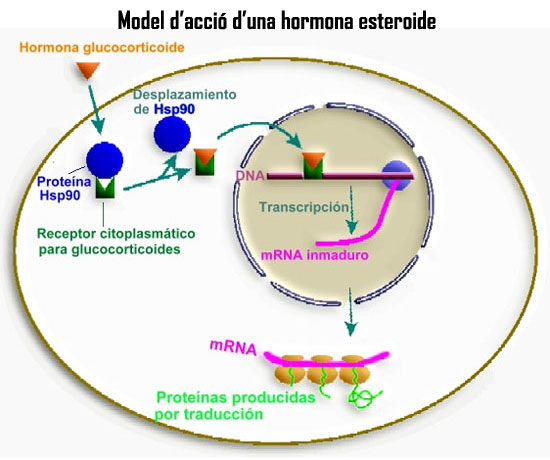 Model d'acció d'una hormona esteroide
Hormona glucocorticoide
Desplazamiento
de Hsp90
Proteína
Hsp90
DNA
Transcripción
Receptor citoplasmático
para glucocorticoides
mRNA inmaduro
mRNA
Proteínas producidas
por traducción